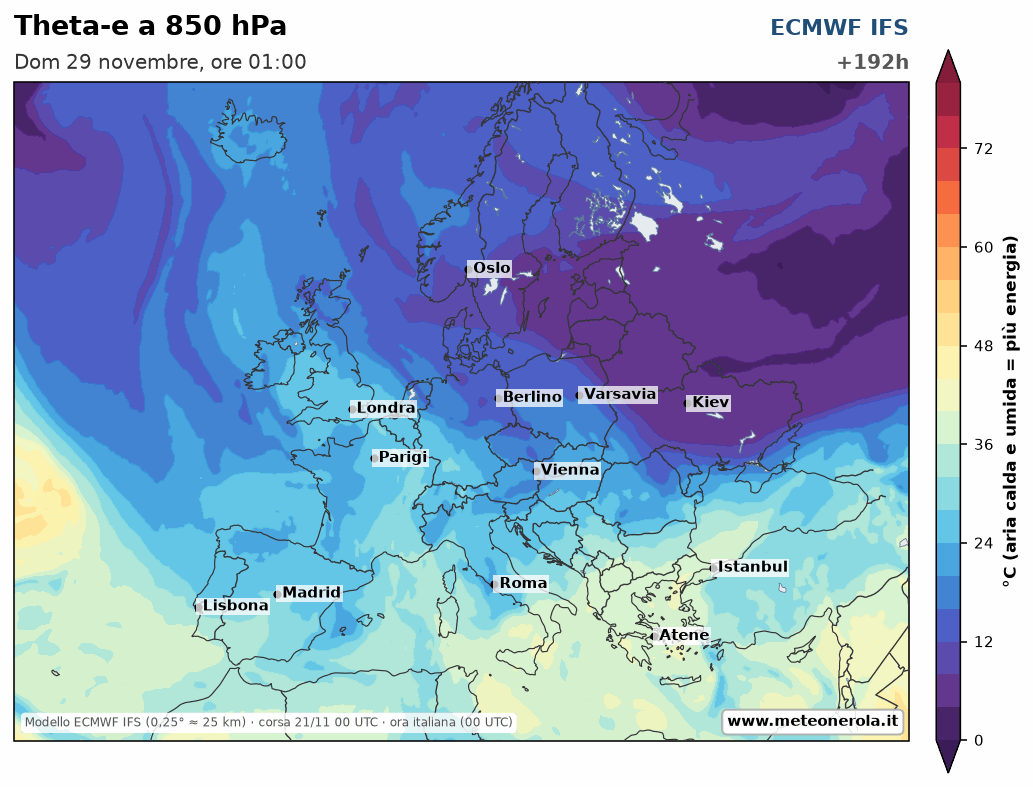 Theta-e a 850 hPa
ECMWF IFS
Dom 29 novembre, ore 01:00
+192h
Oslo
Berlino
Varsavia
Kiev
Londra
Parigi
Vienna
Istanbul
Roma
Madrid
Lisbona
Atene
Modello ECMWF IFS (0,25° ≈ 25 km) · corsa 21/11 00 UTC · ora italiana (00 UTC)
www.meteonerola.it
72
60
48
36
24
12
0
°C (aria calda e umida = più energia)